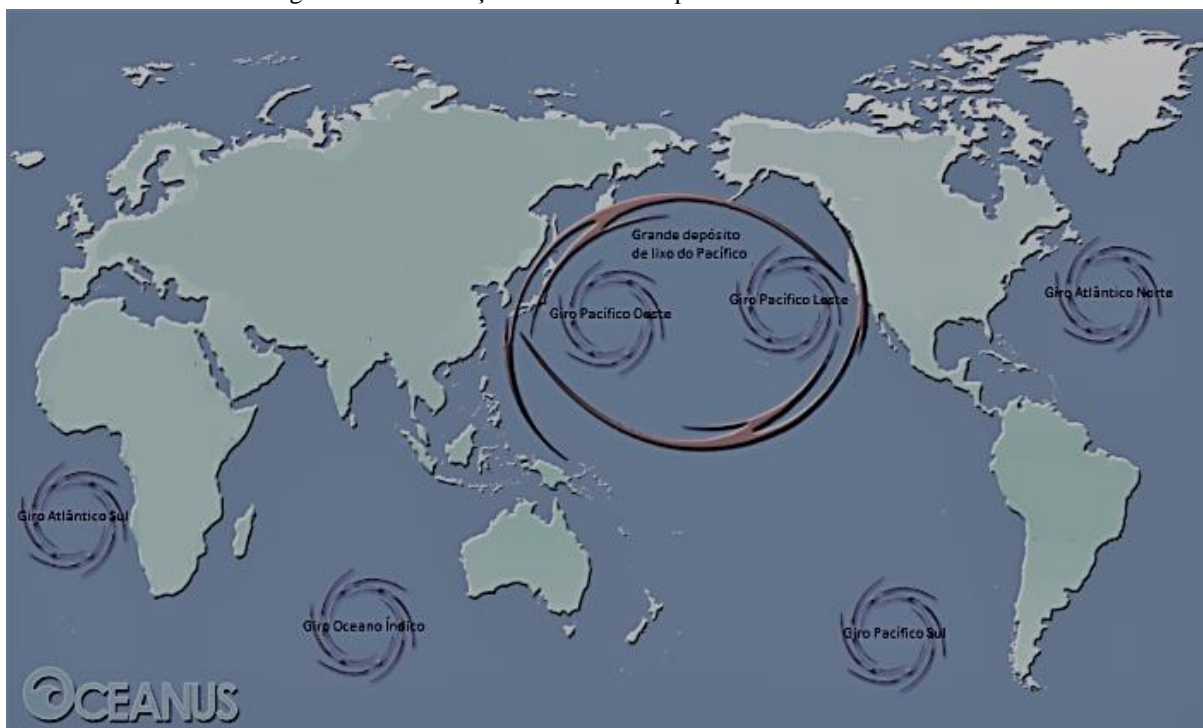 Grande depósito
de lixo do Pacífico
Giro Pacífico Oeste
Giro Pacífico Leste
Giro Atlântico Norte
Giro Atlântico Sul
Giro Oceano Índico
Giro Pacífico Sul
OCEANUS